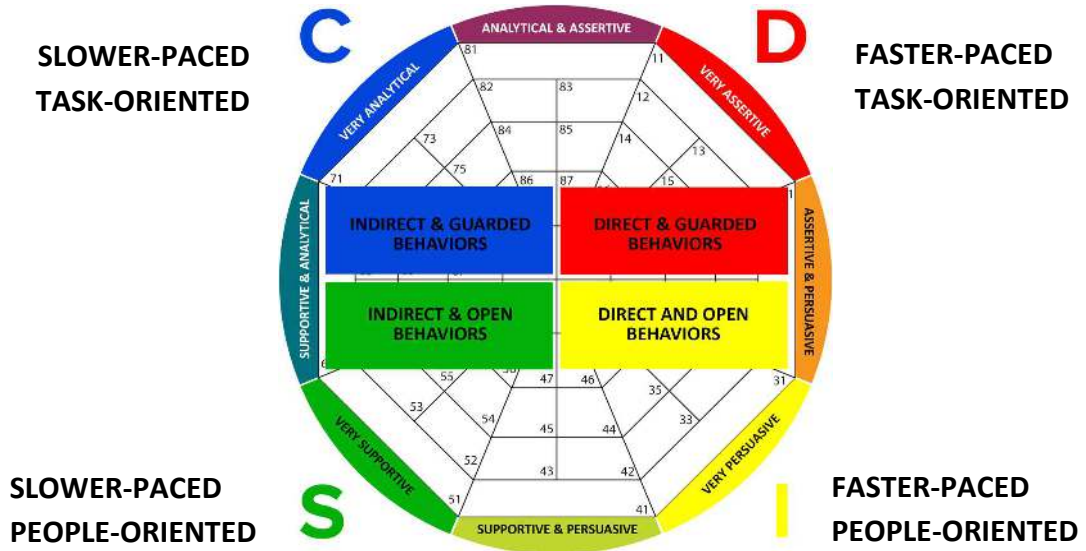 C
D
SLOWER-PACED
TASK-ORIENTED
FASTER-PACED
TASK-ORIENTED
ANALYTICAL & ASSERTIVE
VERY ANALYTICAL
VERY ASSERTIVE
81
11
82
83
12
73
84
85
14
13
75
15
71
86
87
1
INDIRECT & GUARDED
BEHAVIORS
DIRECT & GUARDED
BEHAVIORS
SUPPORTIVE & ANALYTICAL
ASSERTIVE & PERSUASIVE
INDIRECT & OPEN
BEHAVIORS
DIRECT AND OPEN
BEHAVIORS
55
47
46
35
31
53
54
45
44
33
52
43
42
51
41
VERY SUPPORTIVE
VERY PERSUASIVE
SUPPORTIVE & PERSUASIVE
SLOWER-PACED
PEOPLE-ORIENTED
S
I
FASTER-PACED
PEOPLE-ORIENTED